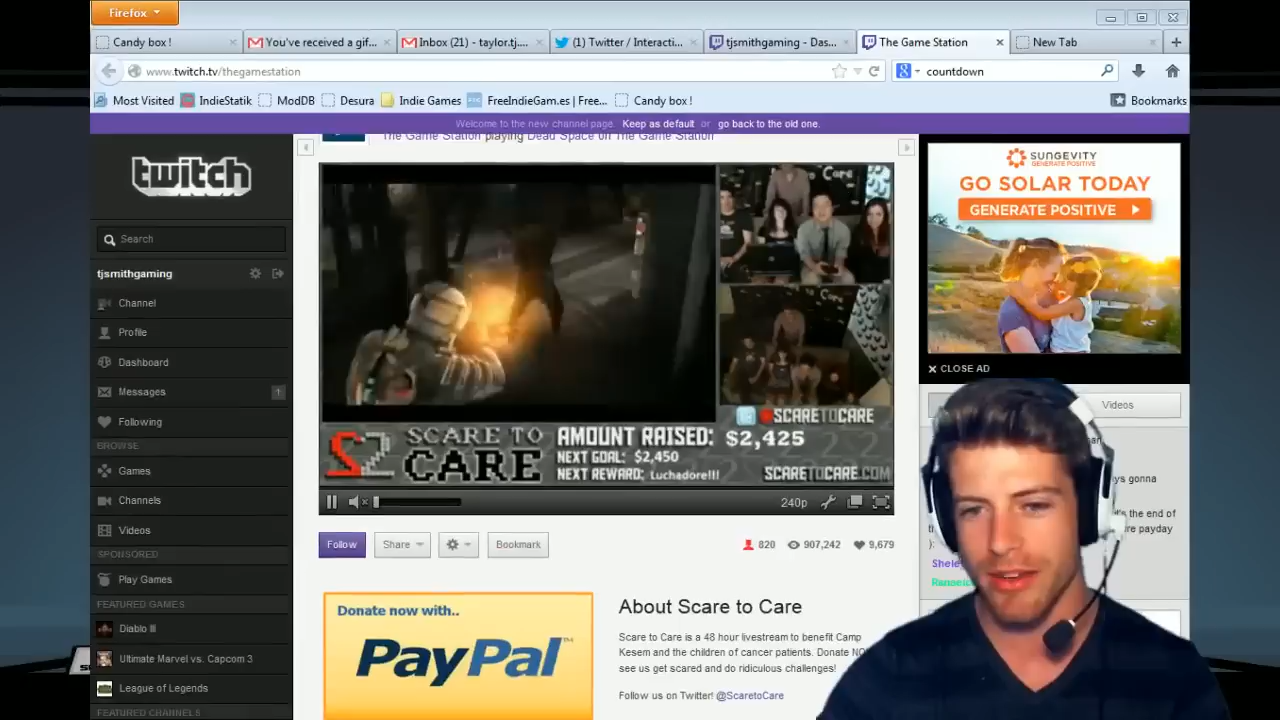 Firefox
Candy box !
You've received a gif...
Inbox (21) - taylor.tj....
(1) Twitter / Interacti...
tjsmithgaming - Das...
The Game Station
New Tab
www.twitch.tv/thegamestation
countdown
Most Visited
IndieStatik
ModDB
Desura
Indie Games
FreeIndieGam.es | Free...
Candy box !
Bookmarks
Welcome to the new channel page. Keep as default or go back to the old one.
The Game Station playing Dead Space on The Game Station
twitch
Search
tjsmithgaming
Channel
Profile
Dashboard
Messages
1
Following
BROWSE
Games
Channels
Videos
SPONSORED
Play Games
FEATURED GAMES
Diablo III
Ultimate Marvel vs. Capcom 3
League of Legends
FEATURED CHANNELS
SCARETOCARE
SCARE TO
CARE
AMOUNT RAISED: $2,425
NEXT GOAL: $2,450
NEXT REWARD: Luchadore!!!
SCARETOCARE.COM
240p
Follow
Share
Bookmark
820
907,242
9,679
Donate now with..
PayPal™
About Scare to Care
Scare to Care is a 48 hour livestream to benefit Camp
Kesem and the children of cancer patients. Donate
see us get scared and do ridiculous challenges!
Follow us on Twitter! @ScaretoCare
SUNGEVITY
GENERATE POSITIVE
GO SOLAR TODAY
GENERATE POSITIVE
CLOSE AD
Videos
gonna
the end of
payday
):